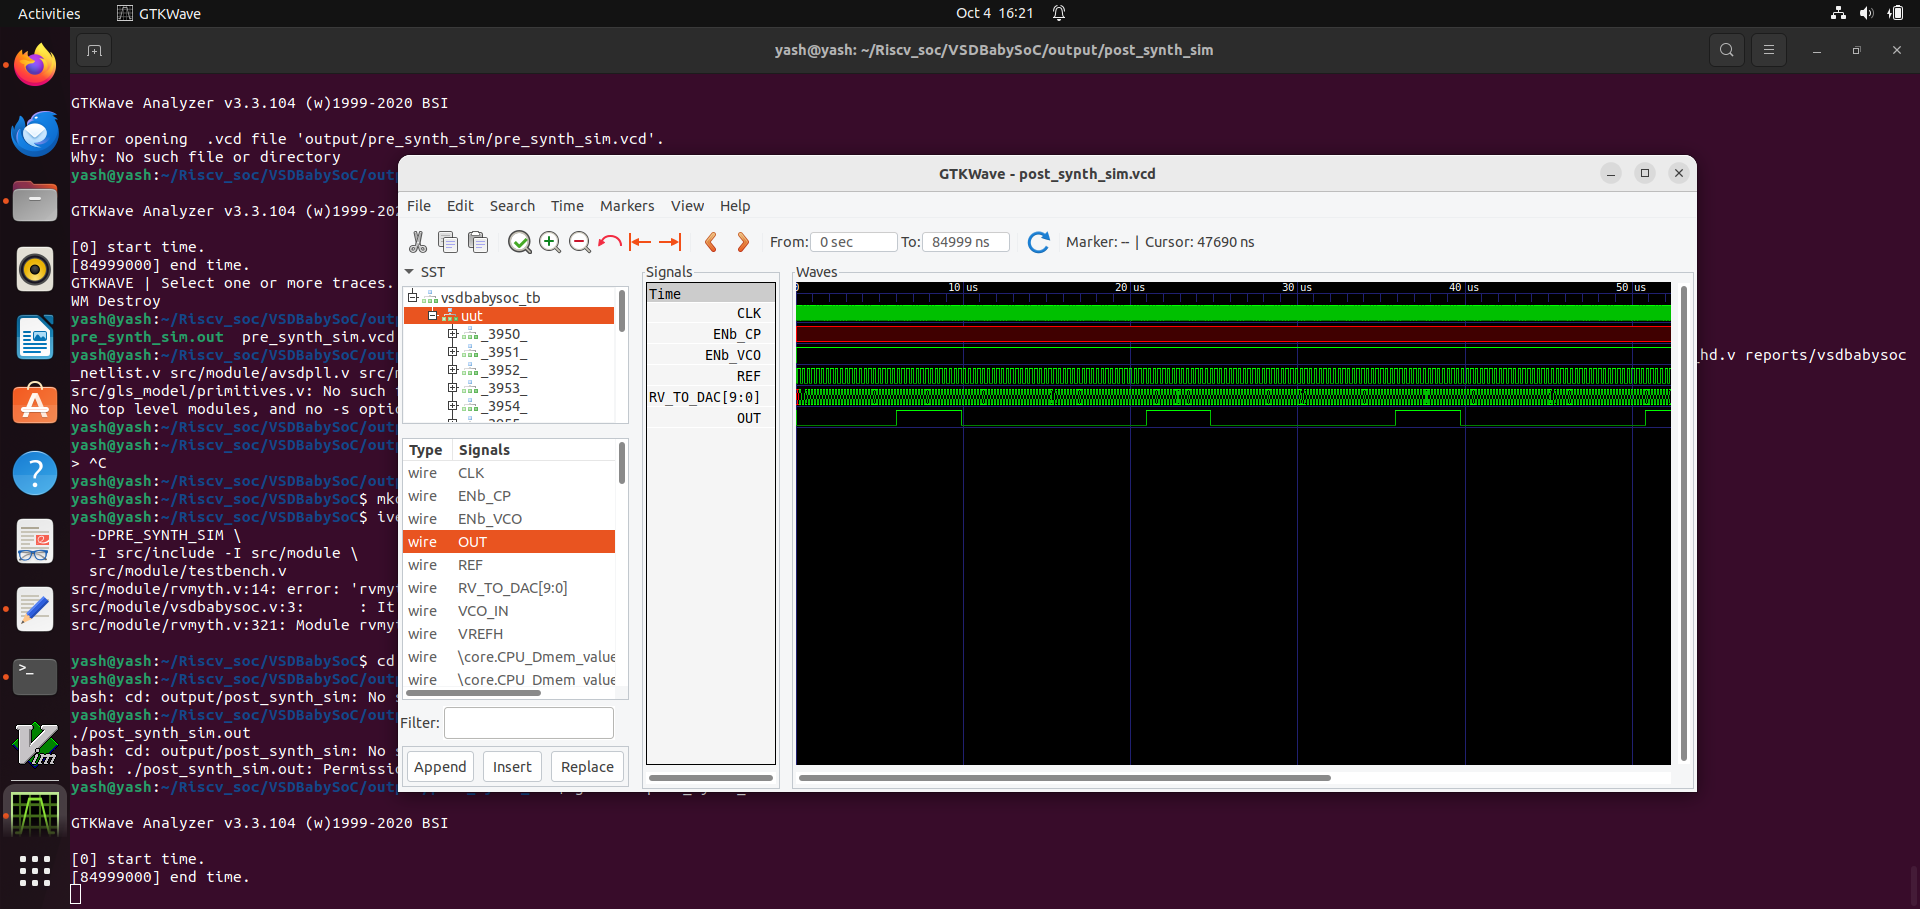 Activities
GTKWave
Oct 4 16:21
yash@yash: ~/Riscv_soc/VSDBabySoC/output/post_synth_sim
GTKWave Analyzer v3.3.104 (w)1999-2020 BSI
Error opening  .vcd file 'output/pre_synth_sim/pre_synth_sim.vcd'.
Why: No such file or directory
yash@yash:~/Riscv_soc/VSDBabySoC/out
GTKWave Analyzer v3.3.104 (w)1999-20
[0] start time.
[84999000] end time.
GTKWAVE | Select one or more traces.
WM Destroy
yash@yash:~/Riscv_soc/VSDBabySoC/out
pre_synth_sim.out  pre_synth_sim.vcd
yash@yash:~/Riscv_soc/VSDBabySoC/out
_hd.v reports/vsdbabysoc
_netlist.v src/module/avsdpll.v src/
src/gls_model/primitives.v: No such
No top level modules, and no -s optio
yash@yash:~/Riscv_soc/VSDBabySoC/out
yash@yash:~/Riscv_soc/VSDBabySoC/out
> ^C
yash@yash:~/Riscv_soc/VSDBabySoC/out
yash@yash:~/Riscv_soc/VSDBabySoC$ mk
yash@yash:~/Riscv_soc/VSDBabySoC$ ive
-DPRE_SYNTH_SIM \
-I src/include -I src/module \
src/module/testbench.v
src/module/rvmyth.v:14: error: 'rvmy
src/module/vsdbabysoc.v:3:      : It
src/module/rvmyth.v:321: Module rvmy
yash@yash:~/Riscv_soc/VSDBabySoC$ cd
yash@yash:~/Riscv_soc/VSDBabySoC/out
bash: cd: output/post_synth_sim: No
yash@yash:~/Riscv_soc/VSDBabySoC/out
./post_synth_sim.out
bash: cd: output/post_synth_sim: No
bash: ./post_synth_sim.out: Permissi
yash@yash:~/Riscv_soc/VSDBabySoC/out
GTKWave Analyzer v3.3.104 (w)1999-2020 BSI
[0] start time.
[84999000] end time.
GTKWave - post_synth_sim.vcd
File Edit Search Time Markers View Help
From: 0 sec To: 84999 ns Marker: -- | Cursor: 47690 ns
SST
vsdbabysoc_tb
uut
_3950_
_3951_
_3952_
_3953_
_3954_
Type Signals
wire CLK
wire ENb_CP
wire ENb_VCO
wire OUT
wire REF
wire RV_TO_DAC[9:0]
wire VCO_IN
wire VREFH
wire \core.CPU_Dmem_value
wire \core.CPU_Dmem_value
Filter:
Append Insert Replace
Signals
Time
CLK
ENb_CP
ENb_VCO
REF
RV_TO_DAC[9:0]
OUT
Waves
0 10 us 20 us 30 us 40 us 50 us
Vim